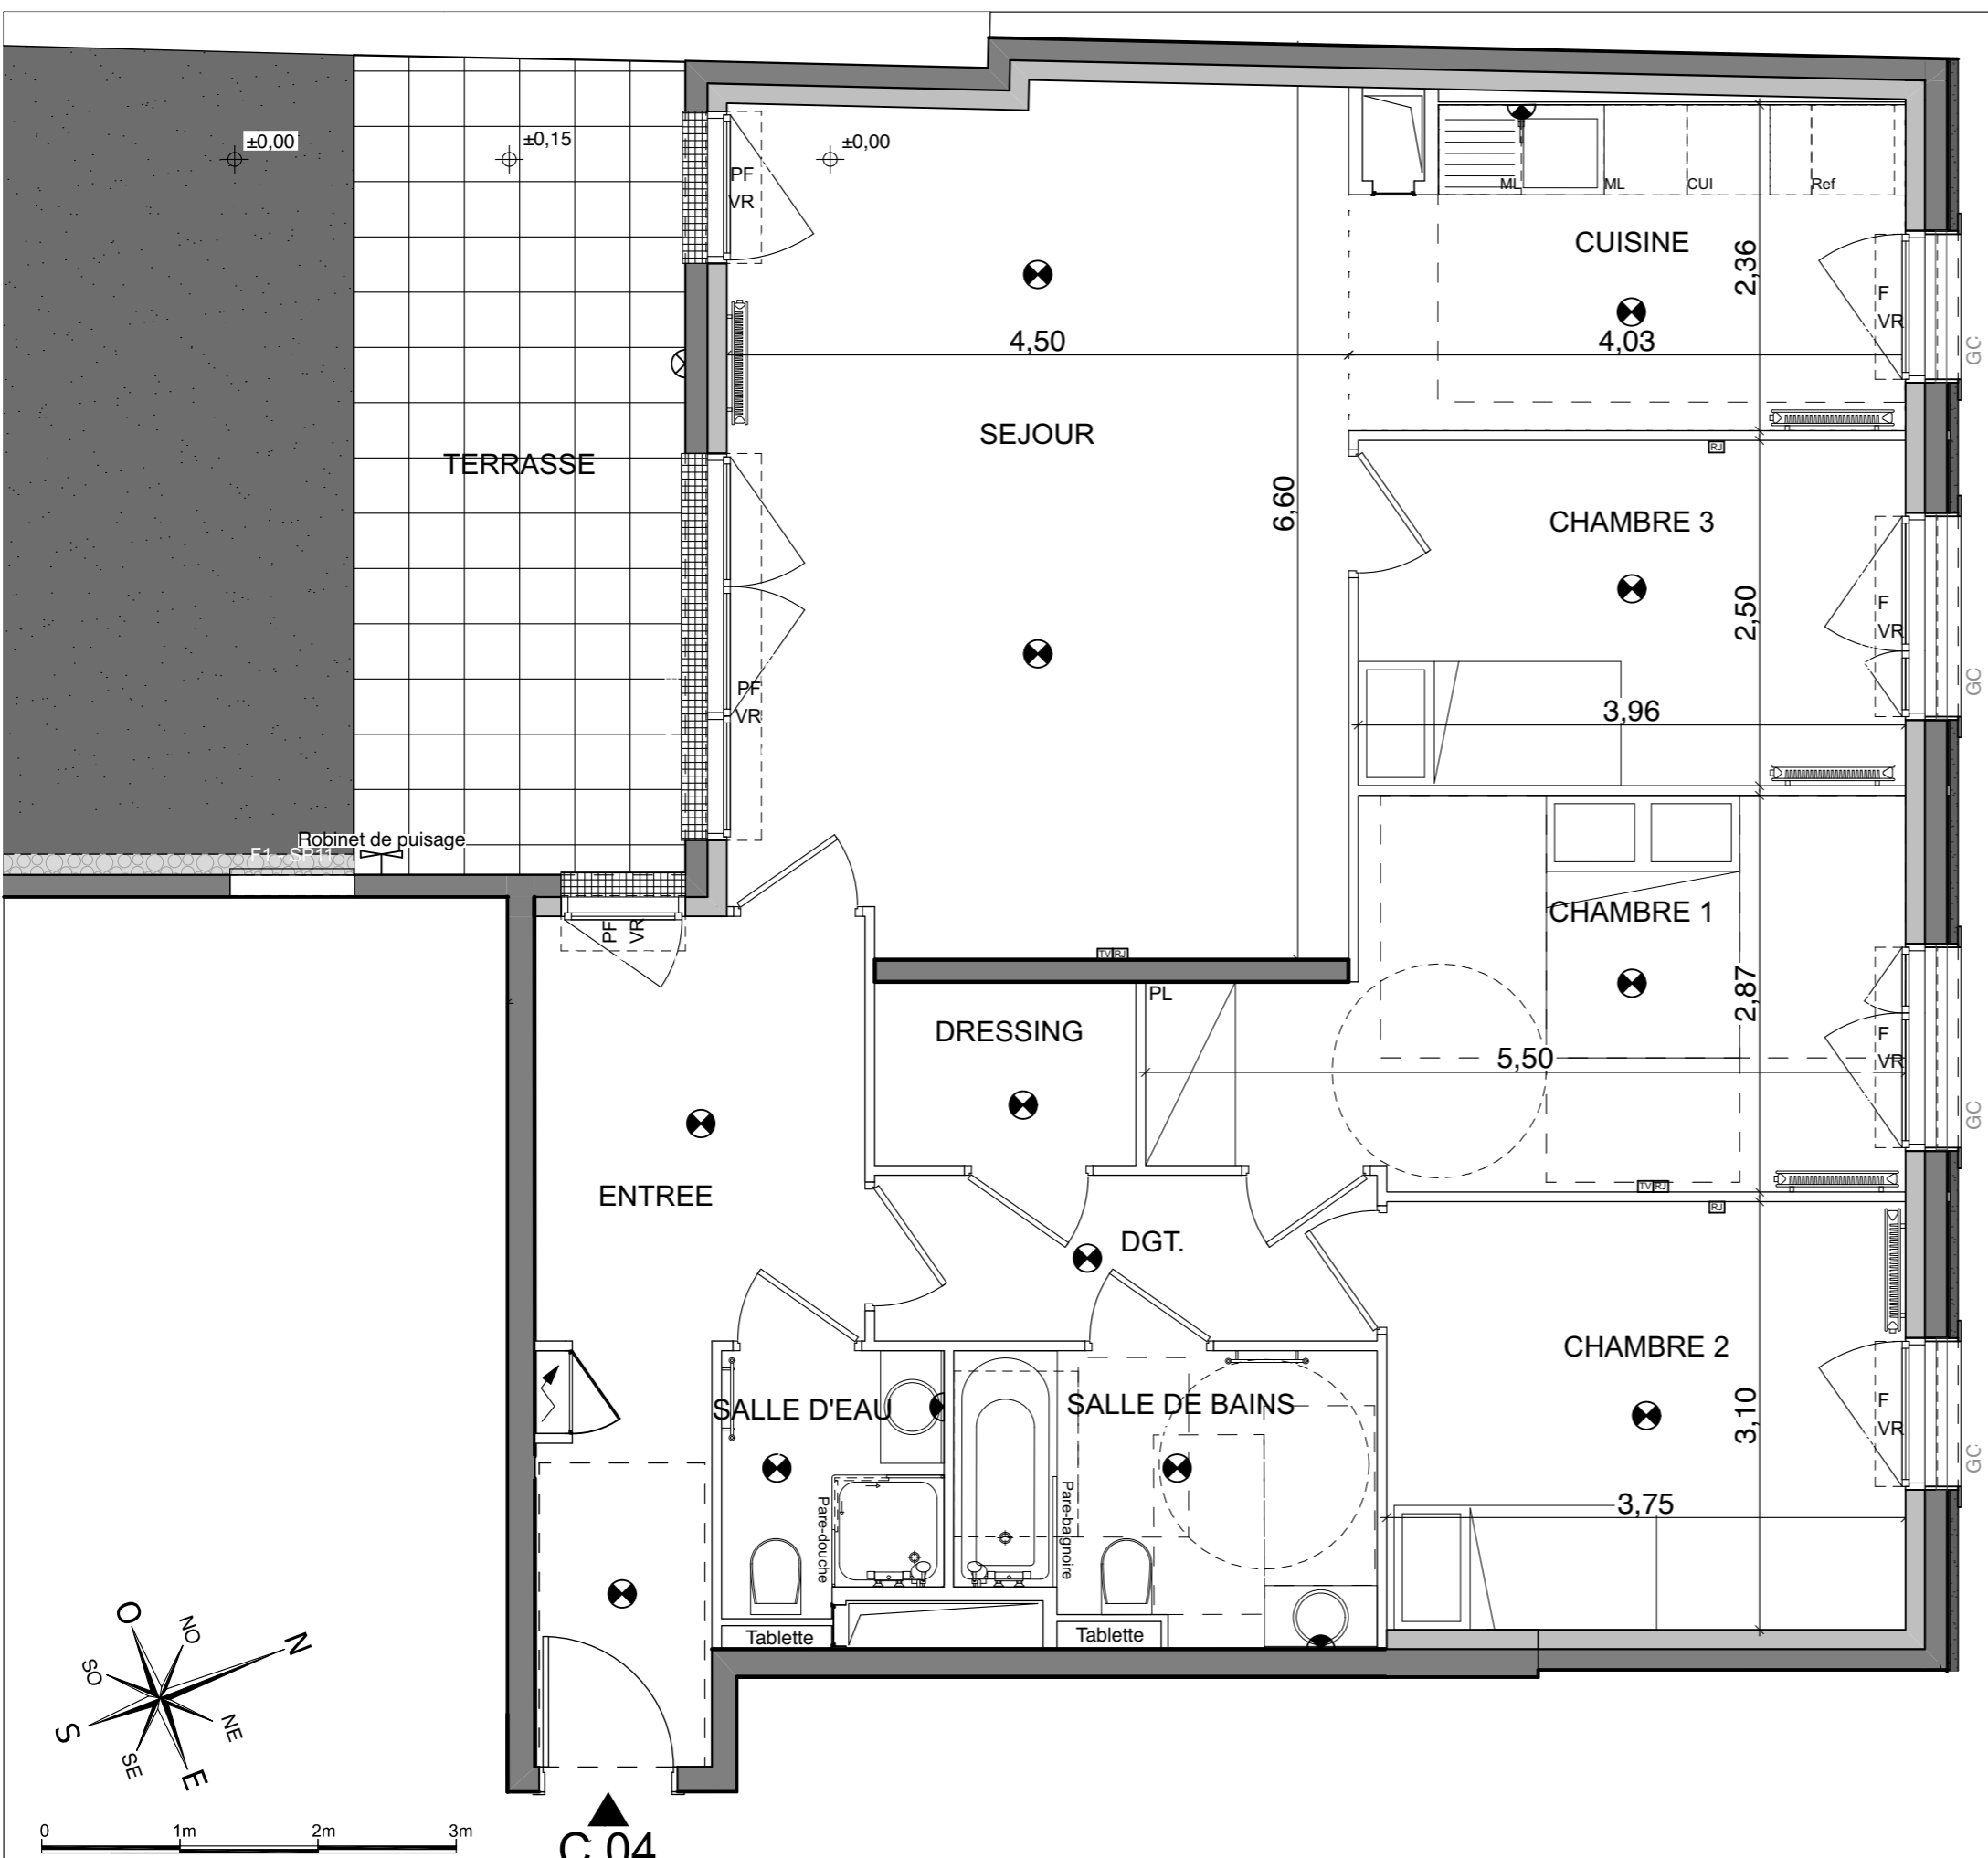 ±0,00
±0,15
±0,00
PF
VR
ML
ML
CUI
Ref
CUISINE
2,36
F
VR
GC
4,50
4,03
SEJOUR
TERRASSE
6,60
RJ
CHAMBRE 3
2,50
F
VR
GC
3,96
PF
VR
Robinet de puisage
F1 - SP11
PF
VR
CHAMBRE 1
TV RJ
2,87
PL
DRESSING
5,50
F
VR
GC
ENTREE
TV RJ
RJ
DGT.
CHAMBRE 2
SALLE D'EAU
SALLE DE BAINS
3,10
F
VR
GC
Pare-douche
Pare-baignoire
3,75
Tablette
Tablette
O
NO
N
SO
S
NE
SE
E
0
1m
2m
3m
C 04